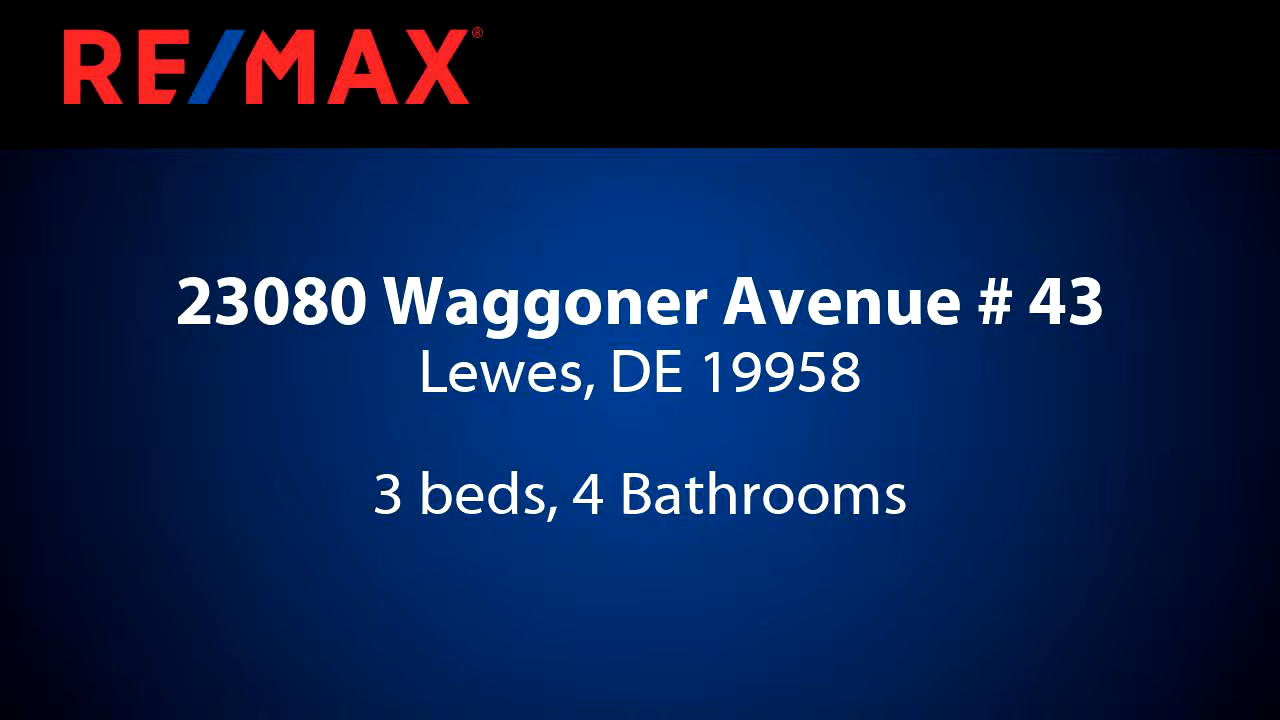 RE/MAX®
23080 Waggoner Avenue # 43
Lewes, DE 19958
3 beds, 4 Bathrooms